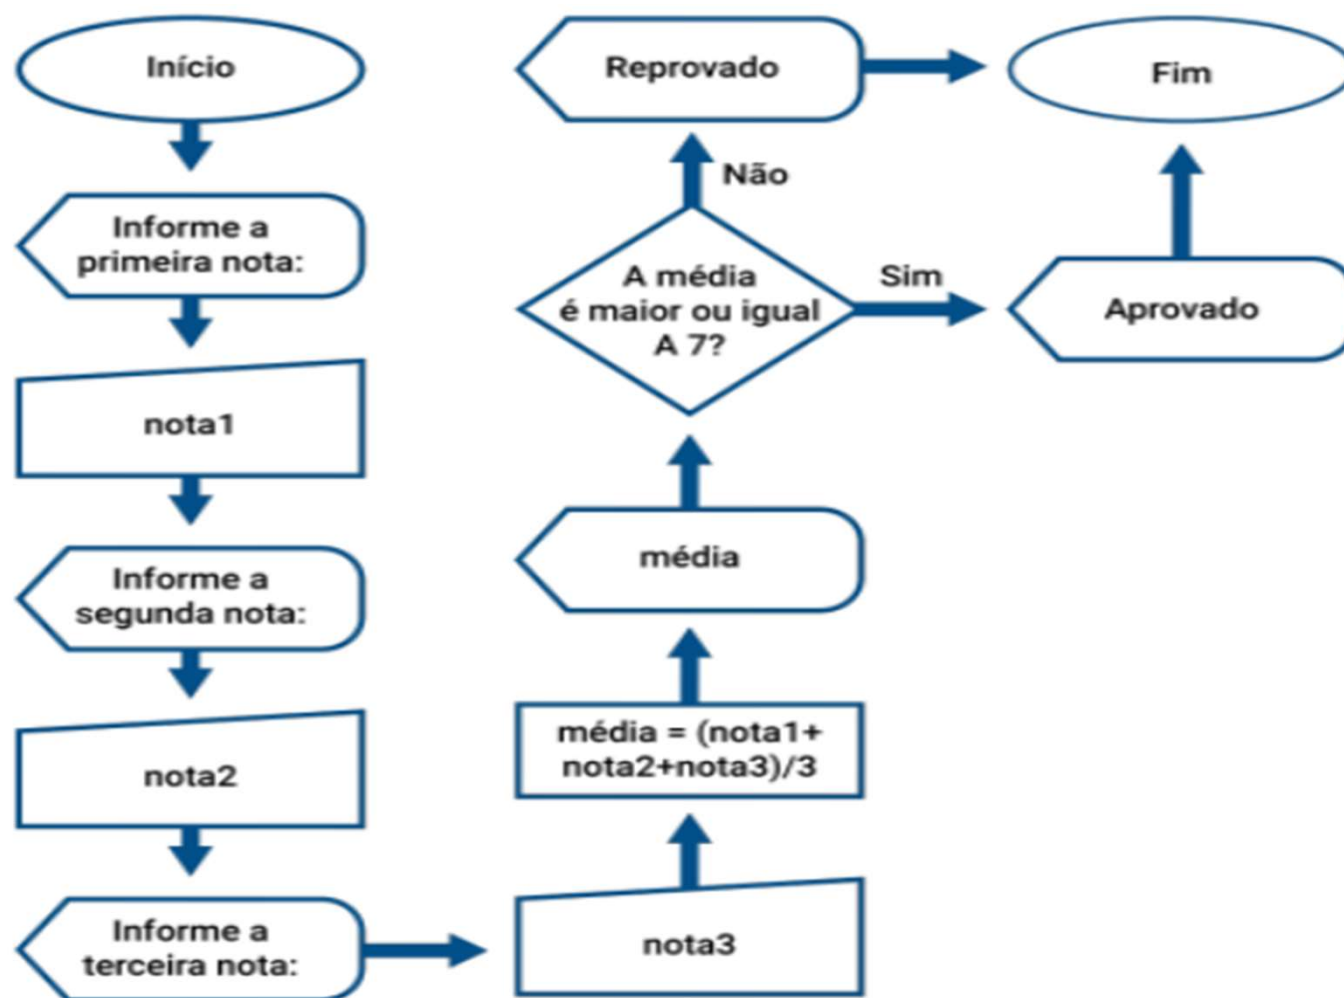 Início
Informe a
primeira nota:
nota1
Informe a
segunda nota:
nota2
Informe a
terceira nota:
nota3
média = (nota1+
nota2+nota3)/3
média
A média
é maior ou igual
A 7?
Não
Reprovado
Sim
Aprovado
Fim